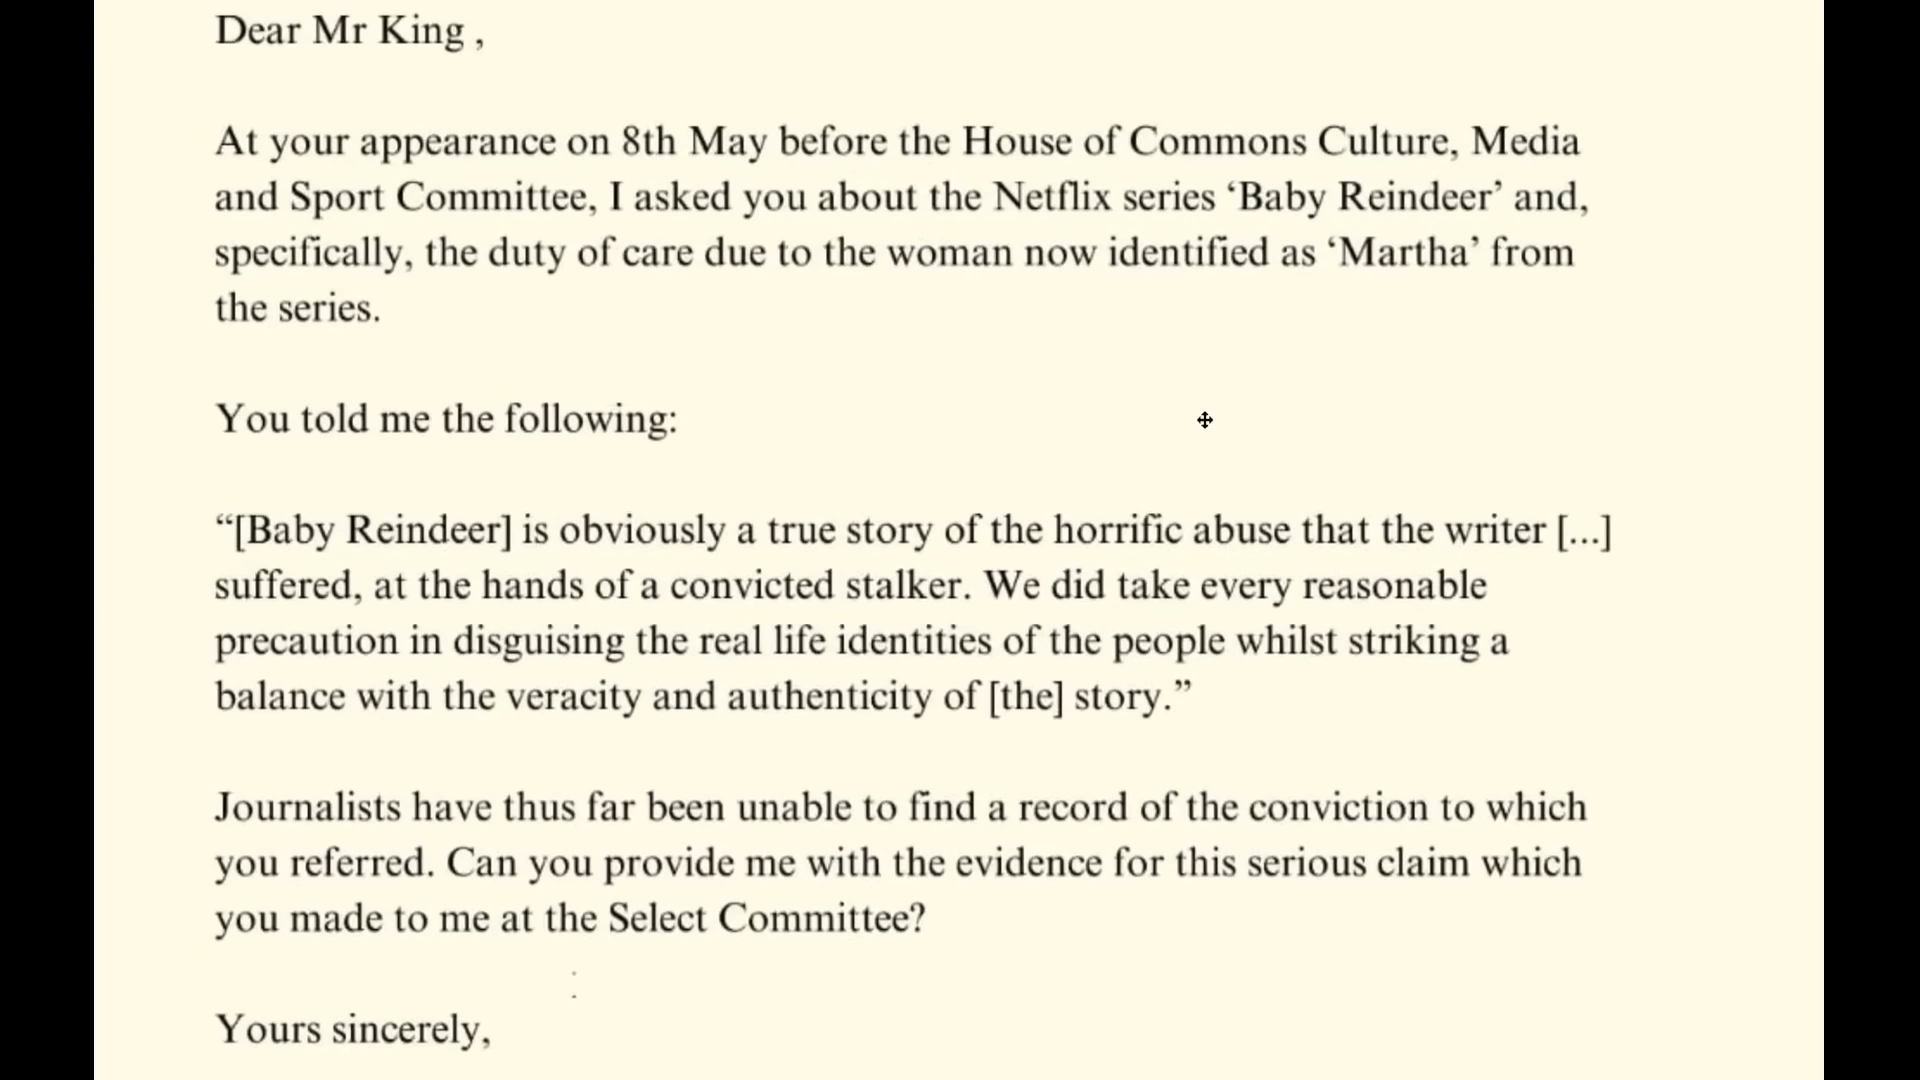 Dear Mr King ,
At your appearance on 8th May before the House of Commons Culture, Media
and Sport Committee, I asked you about the Netflix series ‘Baby Reindeer’ and,
specifically, the duty of care due to the woman now identified as ‘Martha’ from
the series.
You told me the following:
“[Baby Reindeer] is obviously a true story of the horrific abuse that the writer [...]
suffered, at the hands of a convicted stalker. We did take every reasonable
precaution in disguising the real life identities of the people whilst striking a
balance with the veracity and authenticity of [the] story.”
Journalists have thus far been unable to find a record of the conviction to which
you referred. Can you provide me with the evidence for this serious claim which
you made to me at the Select Committee?
Yours sincerely,